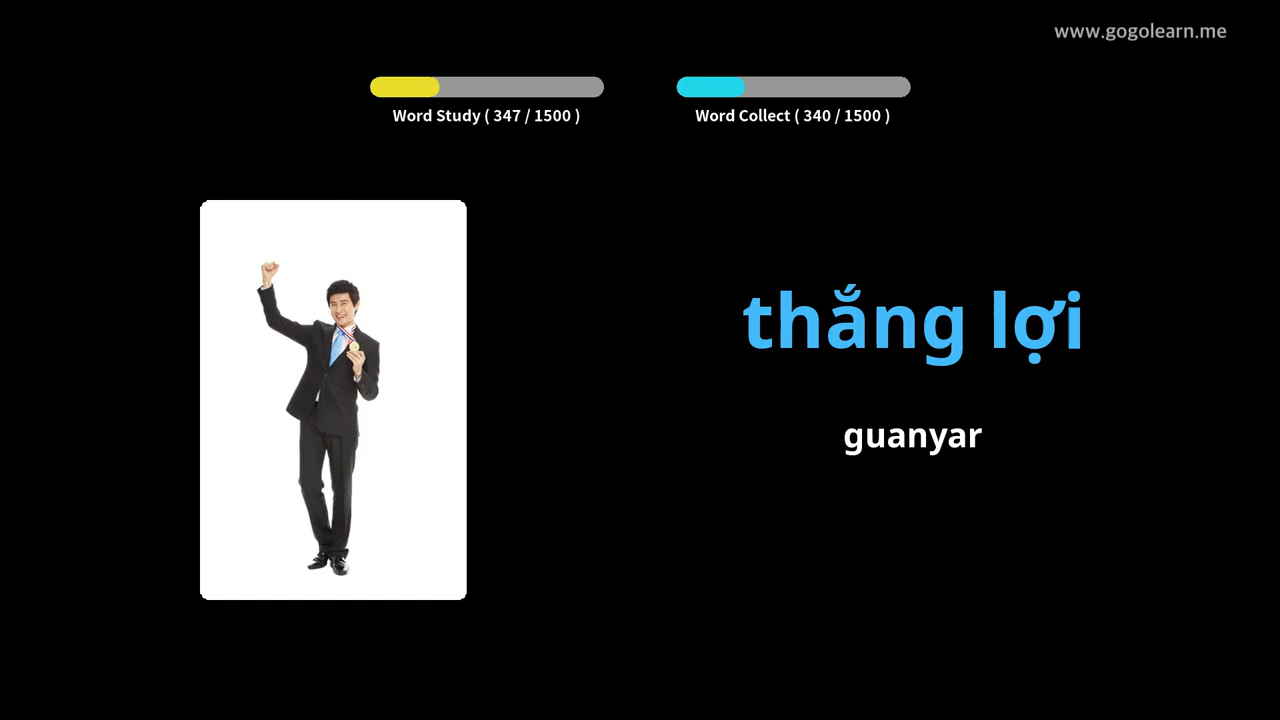 www.gogolearn.me
Word Study ( 347 / 1500 )
Word Collect ( 340 / 1500 )
thắng lợi
guanyar